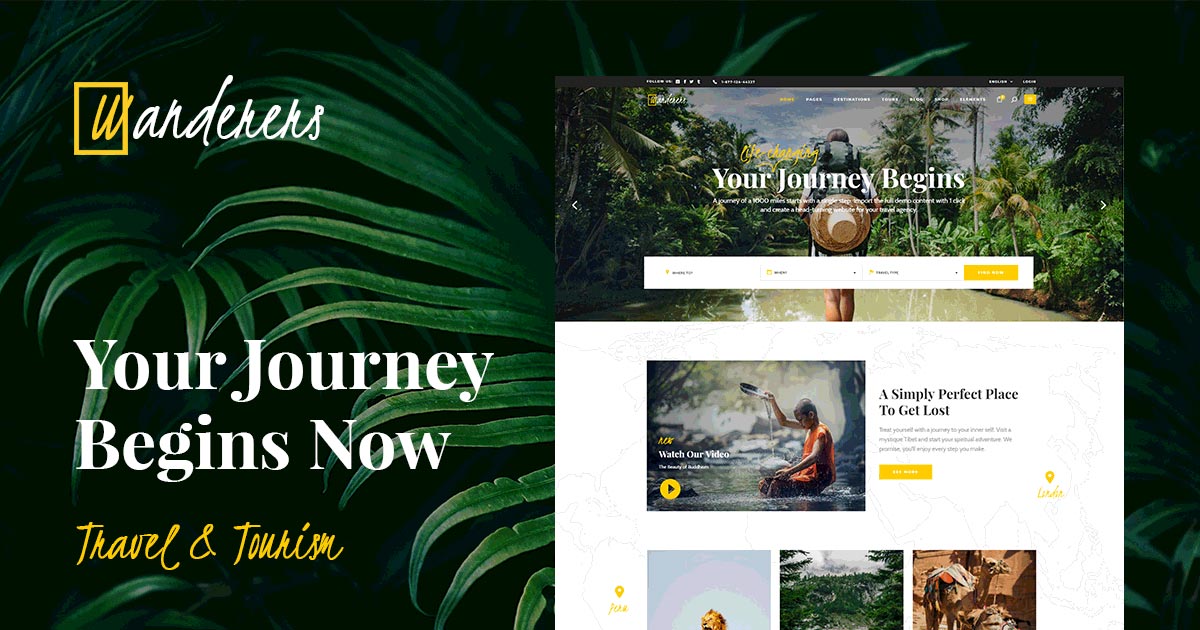 Wanderers
Your Journey
Begins Now
Travel & Tourism
FOLLOW US:
1-677-124-44227
ENGLISH
LOGIN
Wanderers
HOME PAGES DESTINATIONS TOURS BLOG SHOP ELEMENTS
Life-changing
Your Journey Begins
A journey of a 1000 miles starts with a single step. Import the full demo content with 1 click
and create a head-turning website for your travel agency
WHERE TO?
WHEN?
TRAVEL TYPE
FIND NOW
new
Watch Our Video
The Beauty of Buddhism
A Simply Perfect Place
To Get Lost
Treat yourself with a journey to your inner self. Visit a
mystique Tibet and start your spiritual adventure. We
promise, you'll enjoy every step you make.
SEE MORE
London
Peru